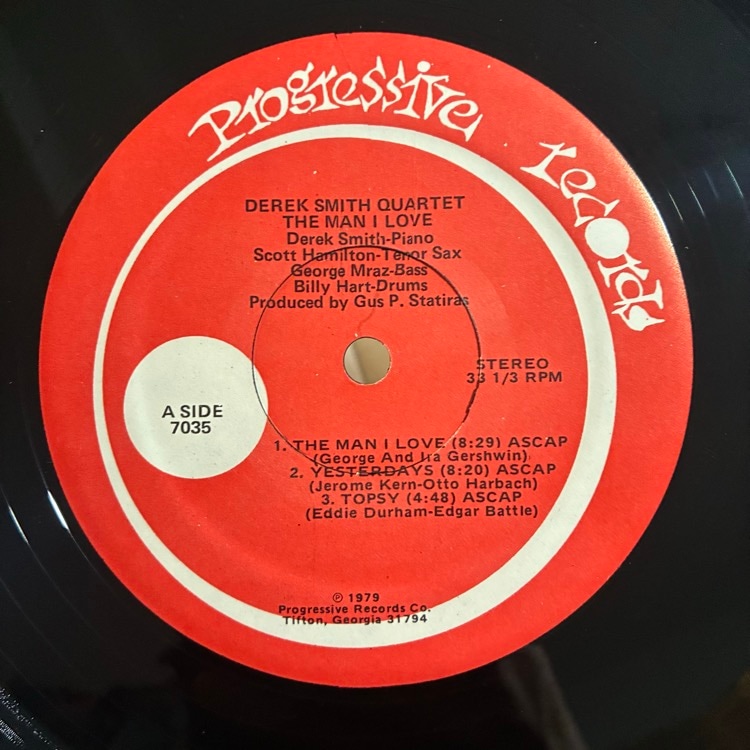 Progressive records
DEREK SMITH QUARTET
THE MAN I LOVE
Derek Smith-Piano
Scott Hamilton-Tenor Sax
George Mraz-Bass
Billy Hart-Drums
Produced by Gus P. Statiras
STEREO
33 1/3 RPM
A SIDE
7035
1. THE MAN I LOVE (8:29) ASCAP
(George And Ira Gershwin)
2. YESTERDAYS (8:20) ASCAP
(Jerome Kern-Otto Harbach)
3. TOPSY (4:48) ASCAP
(Eddie Durham-Edgar Battle)
℗ 1979
Progressive Records Co.
Tifton, Georgia 31794